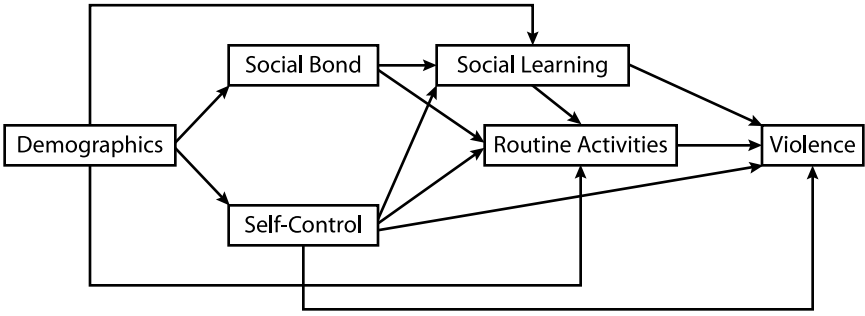 Social Bond
Social Learning
Demographics
Routine Activities
Violence
Self-Control